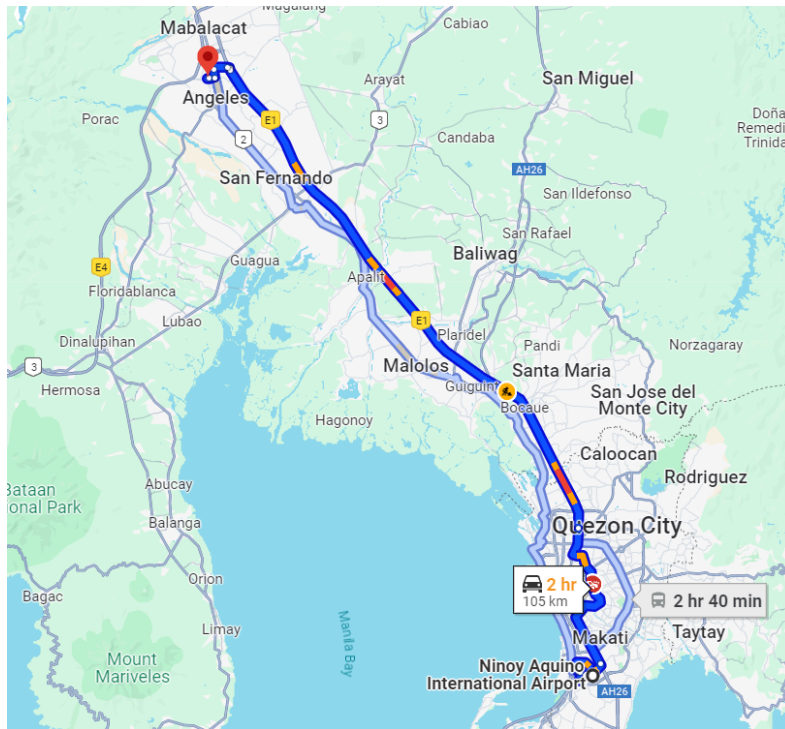 Magalang
Cabiao
Mabalacat
San Miguel
Arayat
Angeles
Porac
E1
3
Doña
Remedios
Trinida
2
Candaba
AH26
San Fernando
San Ildefonso
San Rafael
Baliwag
Guagua
E4
Apalit
Floridablanca
Lubao
E1
Plaridel
Dinalupihan
Pandi
Norzagaray
3
Malolos
Santa Maria
Hermosa
Guiguint
San Jose del
Monte City
Bocaue
Hagonoy
Caloocan
Rodriguez
Abucay
Bataan
onal Park
Balanga
Quezon City
Orion
2 hr
105 km
Bagac
2 hr 40 min
Manila Bay
Limay
Makati
Taytay
Mount
Mariveles
Ninoy Aquino
International Airport
AH26